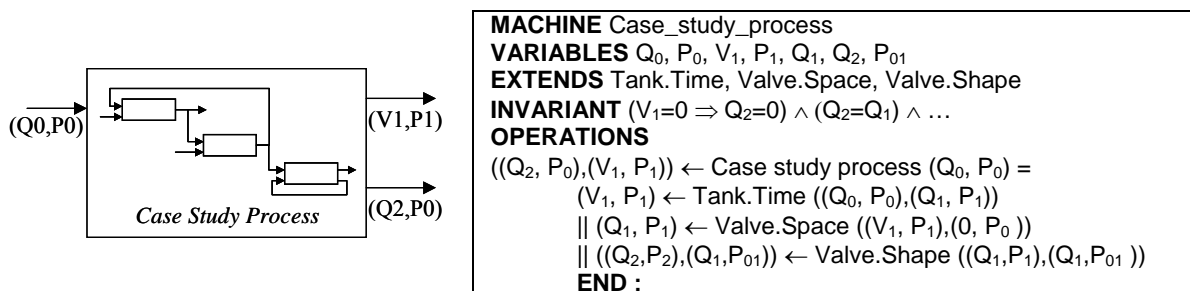 (Q0,P0)
(V1,P1)
(Q2,P0)
Case Study Process
MACHINE Case_study_process
VARIABLES Q₀, P₀, V₁, P₁, Q₁, Q₂, P₀₁
EXTENDS Tank.Time, Valve.Space, Valve.Shape
INVARIANT (V₁=0 ⇒ Q₂=0) ∧ (Q₂=Q₁) ∧ …
OPERATIONS
((Q₂, P₀),(V₁, P₁)) ← Case study process (Q₀, P₀) =
(V₁, P₁) ← Tank.Time ((Q₀, P₀),(Q₁, P₁))
|| (Q₁, P₁) ← Valve.Space ((V₁, P₁),(0, P₀ ))
|| ((Q₂,P₂),(Q₁,P₀₁)) ← Valve.Shape ((Q₁,P₁),(Q₁,P₀₁ ))
END :